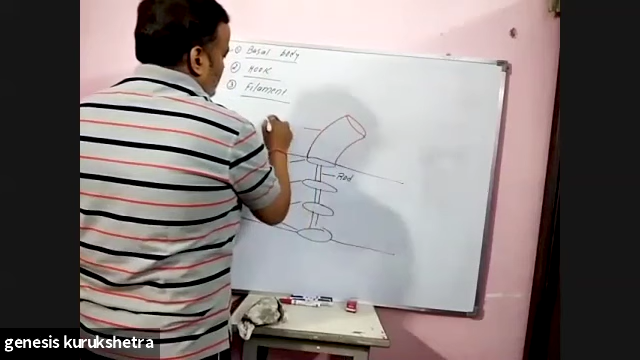 ① Basal body
② HOOK
③ Filament
Rod
genesis kurukshetra